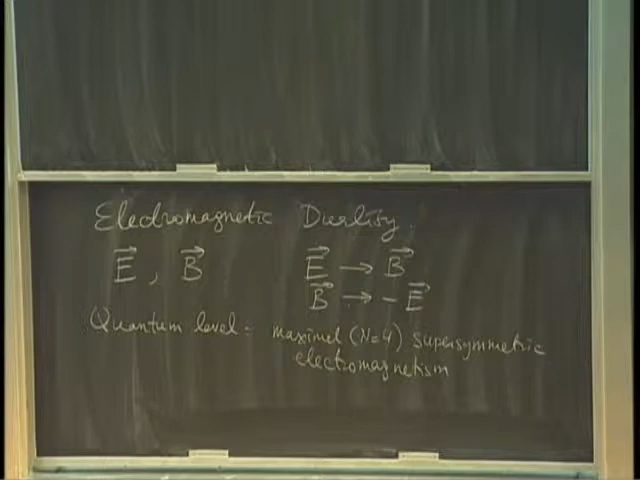 Electromagnetic Duality.
E⃗ , B⃗ E⃗ → B⃗
B⃗ → - E⃗
Quantum level: maximal (N=4) supersymmetric
electromagnetism